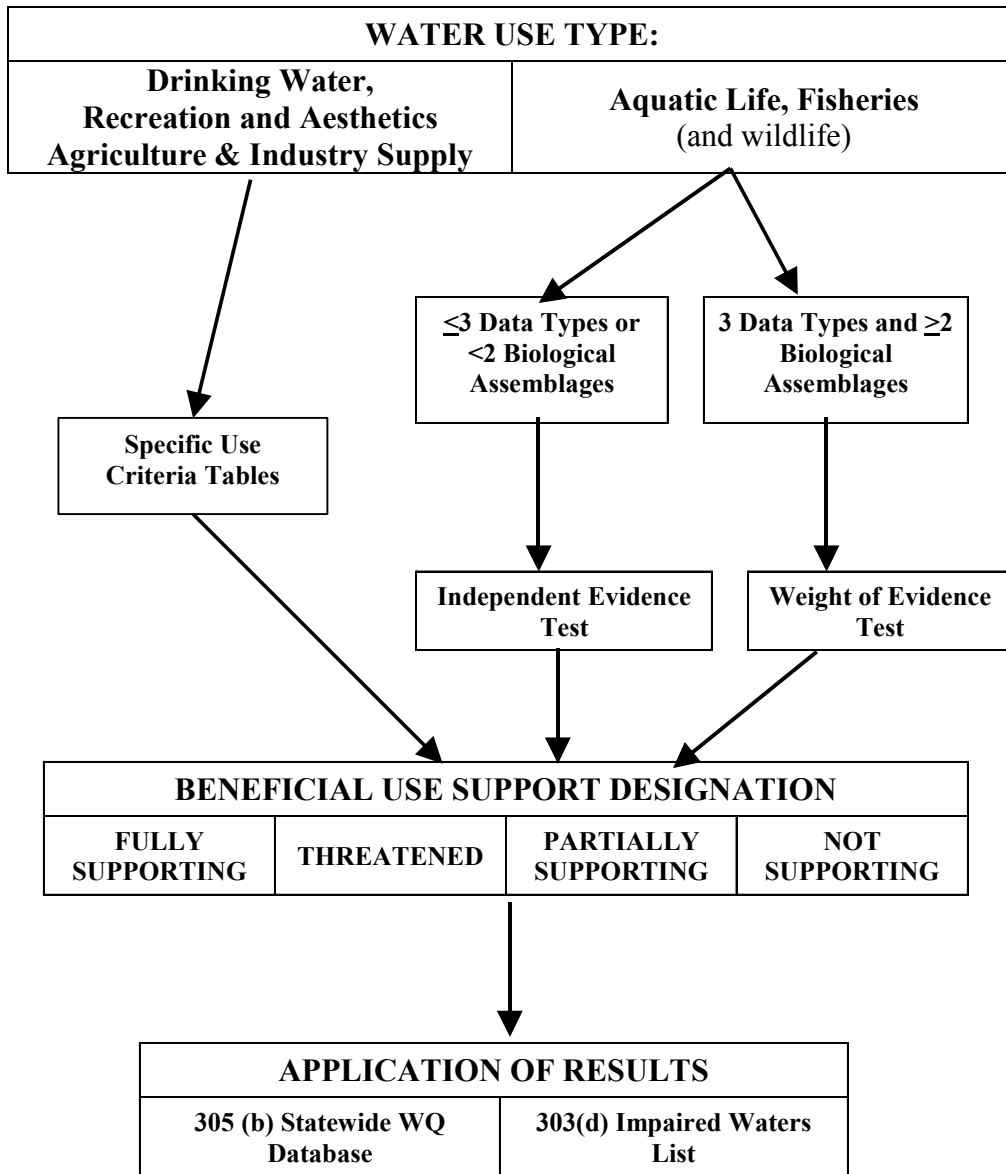 WATER USE TYPE:
Drinking Water,
Recreation and Aesthetics
Agriculture & Industry Supply
Aquatic Life, Fisheries
(and wildlife)
≤3 Data Types or
<2 Biological
Assemblages
3 Data Types and ≥2
Biological
Assemblages
Specific Use
Criteria Tables
Independent Evidence
Test
Weight of Evidence
Test
BENEFICIAL USE SUPPORT DESIGNATION
FULLY
SUPPORTING
THREATENED
PARTIALLY
SUPPORTING
NOT
SUPPORTING
APPLICATION OF RESULTS
305 (b) Statewide WQ
Database
303(d) Impaired Waters
List